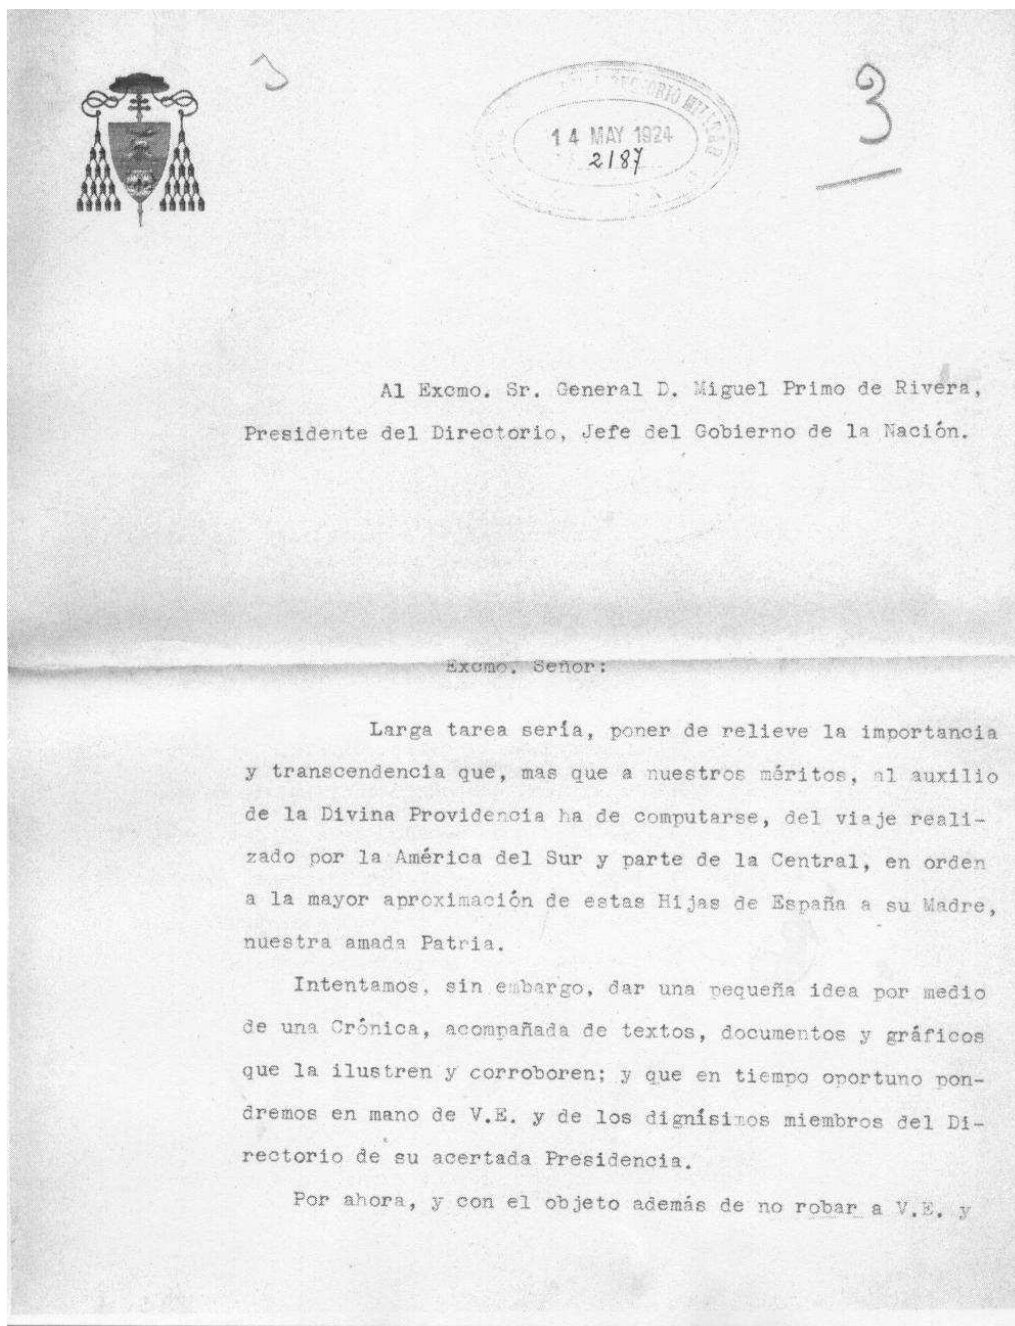 3
ORIO MILITAR
14 MAY 1924
2187
3
Al Excmo. Sr. General D. Miguel Primo de Rivera,
Presidente del Directorio, Jefe del Gobierno de la Nación.
Excmo. Señor:
Larga tarea sería, poner de relieve la importancia
y transcendencia que, mas que a nuestros méritos, al auxilio
de la Divina Providencia ha de computarse, del viaje reali-
zado por la América del Sur y parte de la Central, en orden
a la mayor aproximación de estas Hijas de España a su Madre,
nuestra amada Patria.
Intentamos, sin embargo, dar una pequeña idea por medio
de una Crónica, acompañada de textos, documentos y gráficos
que la ilustren y corroboren; y que en tiempo oportuno pon-
dremos en mano de V.E. y de los dignísimos miembros del Di-
rectorio de su acertada Presidencia.
Por ahora, y con el objeto además de no robar a V.E. y